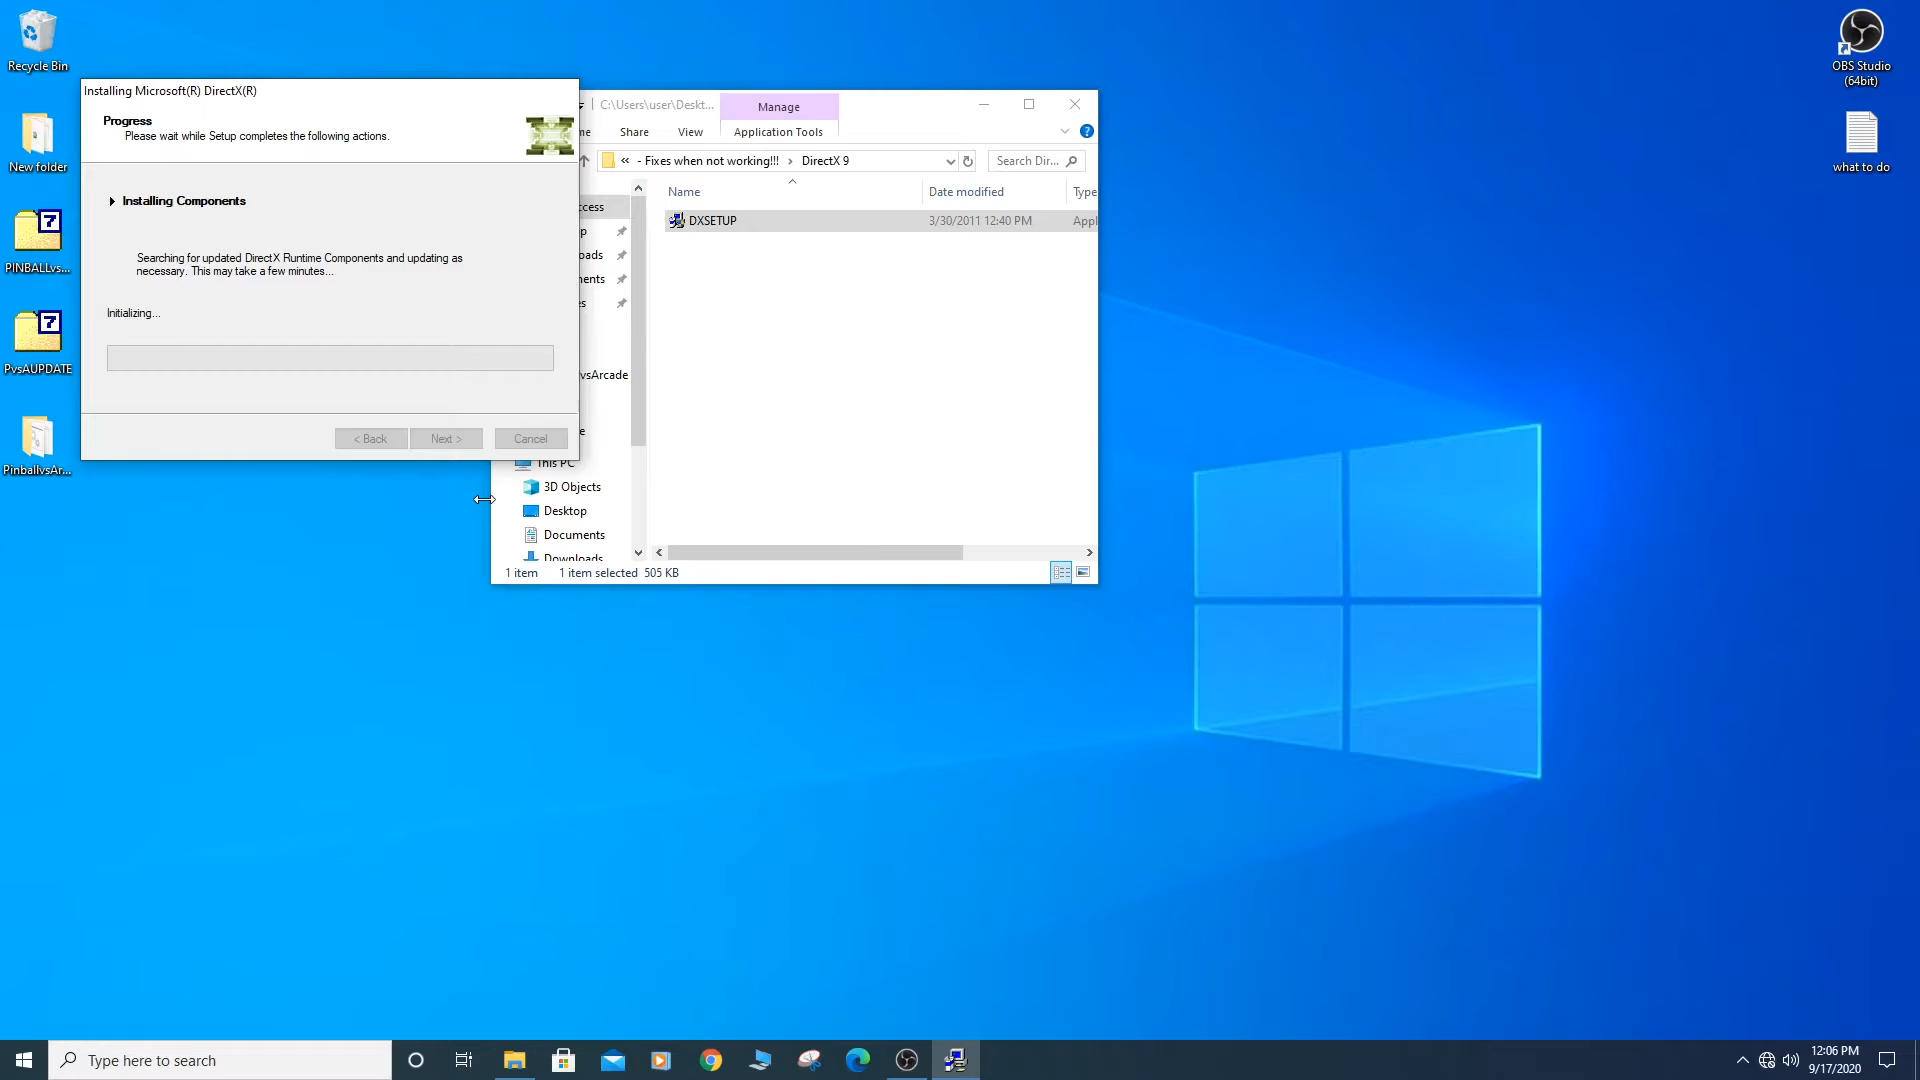 Recycle Bin
New folder
PINBALLvs...
PvsAUPDATE
PinballvsAr...
OBS Studio
(64bit)
what to do
Installing Microsoft(R) DirectX(R)
Progress
Please wait while Setup completes the following actions.
Installing Components
Searching for updated DirectX Runtime Components and updating as
necessary. This may take a few minutes...
Initializing...
< Back
Next >
Cancel
C:\Users\user\Deskt...
Manage
me
Share
View
Application Tools
« - Fixes when not working!!! › DirectX 9
Search Dir...
Name
Date modified
Type
DXSETUP
3/30/2011 12:40 PM
Appl
ccess
p
oads
nents
es
vsArcade
e
This PC
3D Objects
Desktop
Documents
Downloads
1 item
1 item selected 505 KB
Type here to search
12:06 PM
9/17/2020